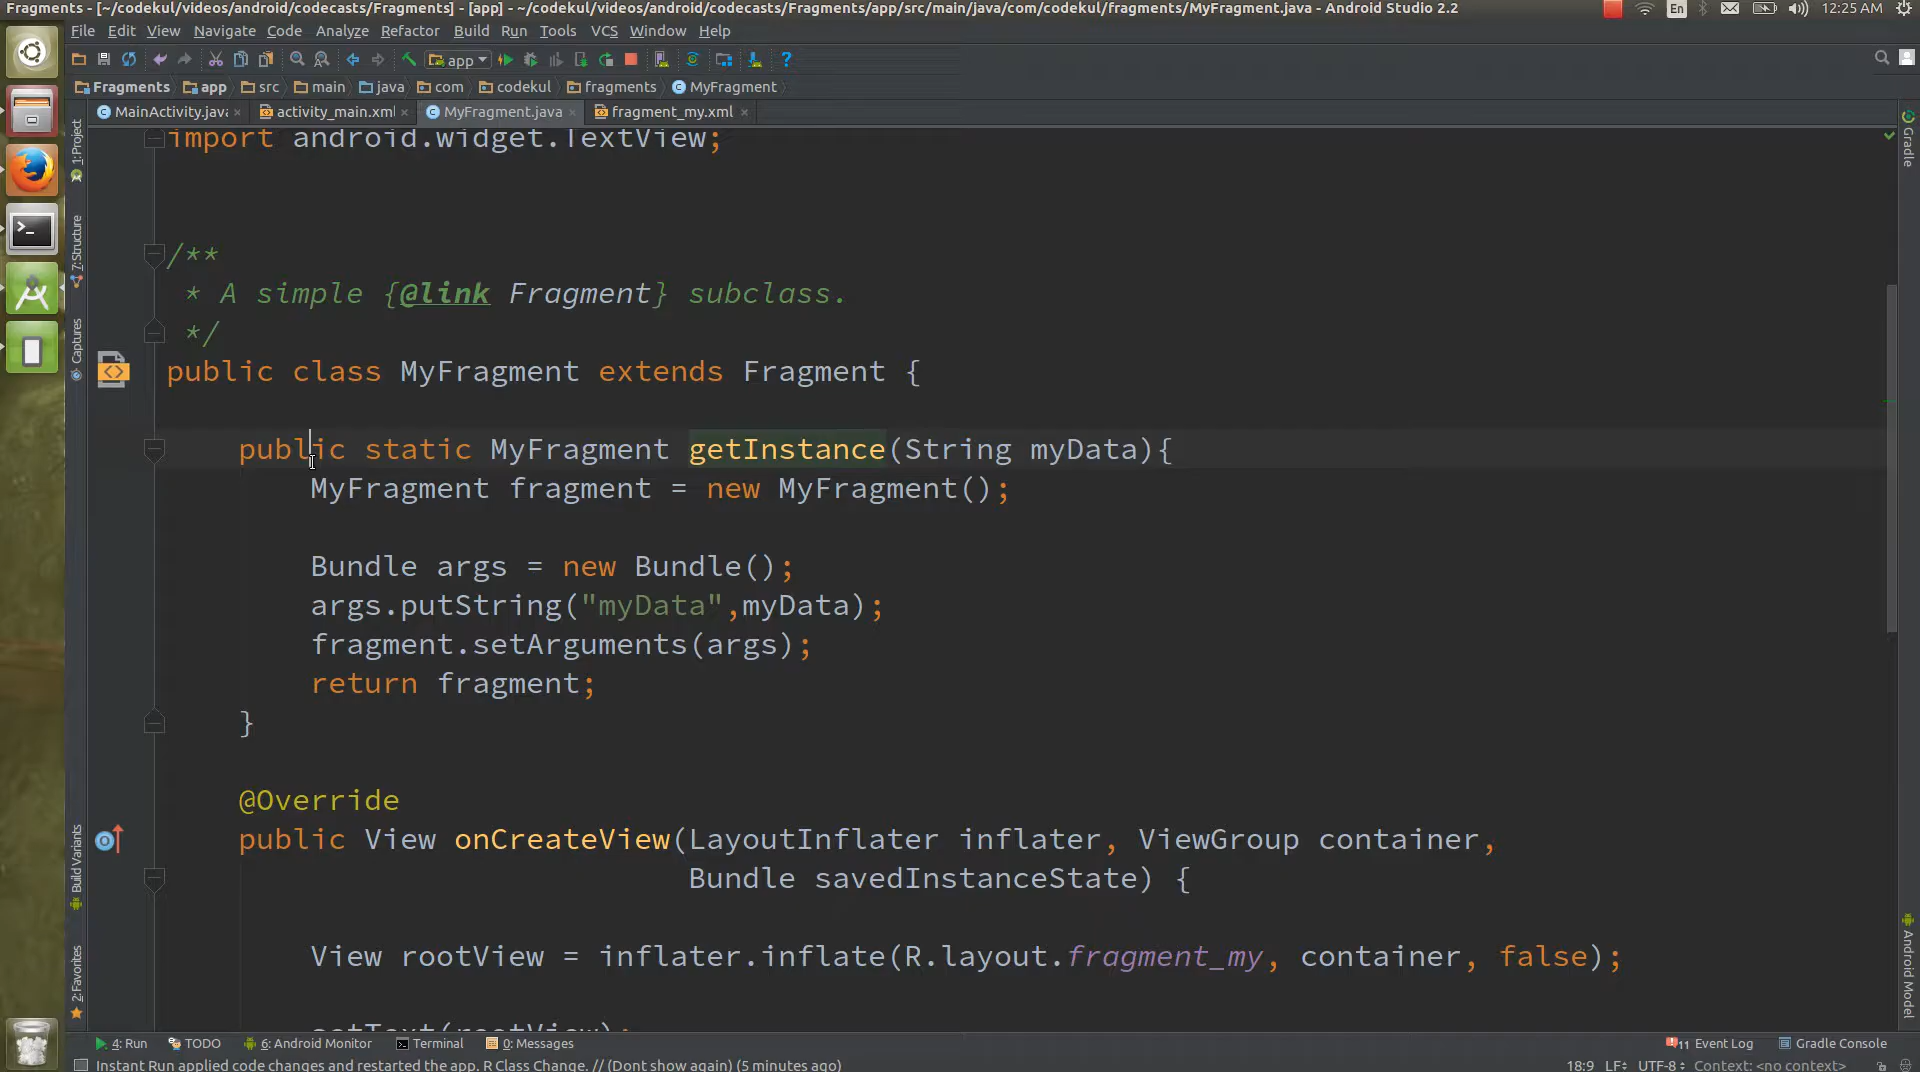 Fragments - [~/codekul/videos/android/codecasts/Fragments] - [app] - ~/codekul/videos/android/codecasts/Fragments/app/src/main/java/com/codekul/fragments/MyFragment.java - Android Studio 2.2
En
12:25 AM
File Edit View Navigate Code Analyze Refactor Build Run Tools VCS Window Help
app
Fragments app src main java com codekul fragments MyFragment
MainActivity.java activity_main.xml MyFragment.java fragment_my.xml
1: Project
7: Structure
Captures
Build Variants
2: Favorites
Gradle
Android Model
import android.widget.TextView;
/**
* A simple {@link Fragment} subclass.
*/
public class MyFragment extends Fragment {
public static MyFragment getInstance(String myData){
MyFragment fragment = new MyFragment();
Bundle args = new Bundle();
args.putString("myData",myData);
fragment.setArguments(args);
return fragment;
}
@Override
public View onCreateView(LayoutInflater inflater, ViewGroup container,
Bundle savedInstanceState) {
View rootView = inflater.inflate(R.layout.fragment_my, container, false);
setText(rootView);
4: Run TODO 6: Android Monitor Terminal 0: Messages 11 Event Log Gradle Console
Instant Run applied code changes and restarted the app. R Class Change. // (Dont show again) (5 minutes ago) 18:9 LF÷ UTF-8÷ Context: <no context>